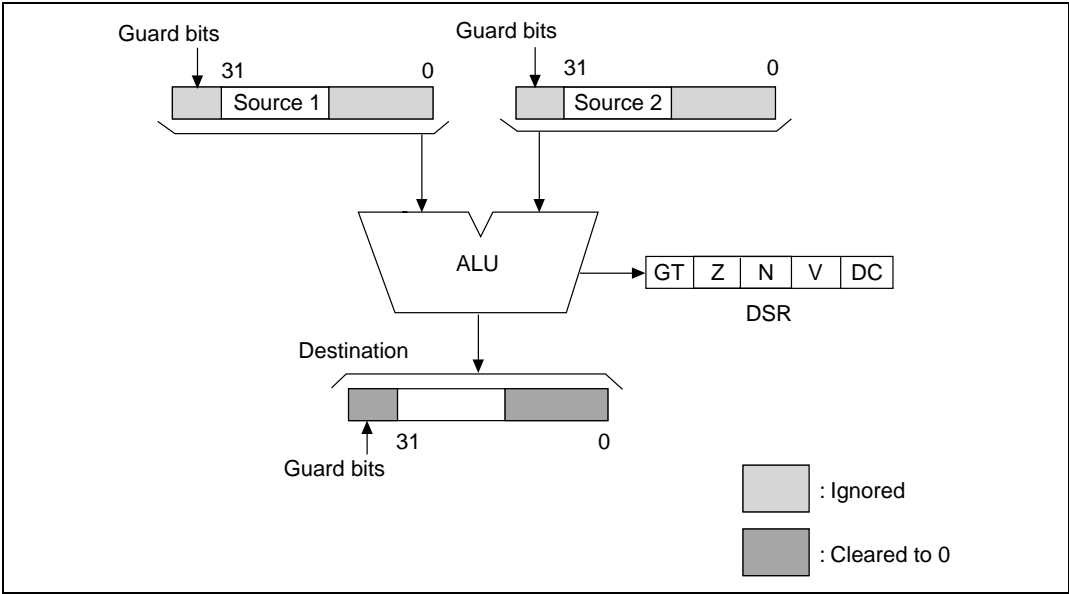 Guard bits
Guard bits
31 0
31 0
Source 1
Source 2
ALU
GT Z N V DC
DSR
Destination
31 0
Guard bits
: Ignored
: Cleared to 0